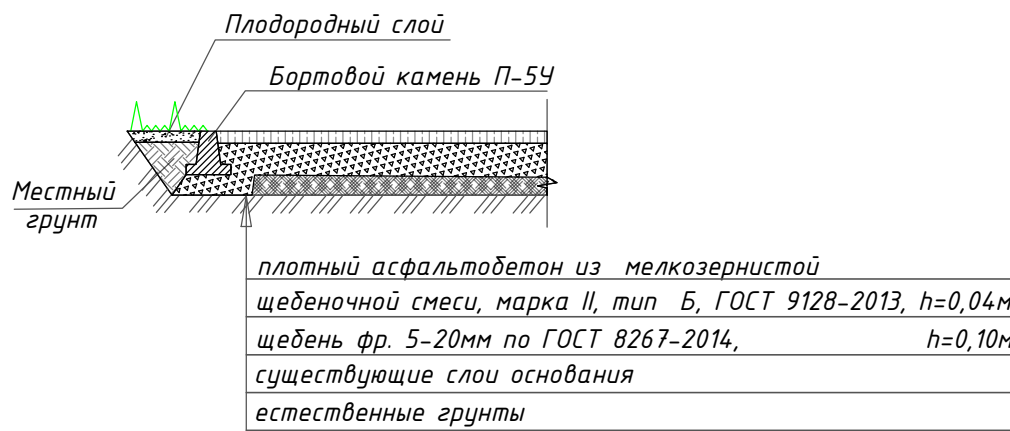 Плодородный слой
Бортовой камень П-5У
Местный
грунт
плотный асфальтобетон из мелкозернистой
щебеночной смеси, марка II, тип Б, ГОСТ 9128-2013, h=0,04м
щебень фр. 5-20мм по ГОСТ 8267-2014, h=0,10м
существующие слои основания
естественные грунты